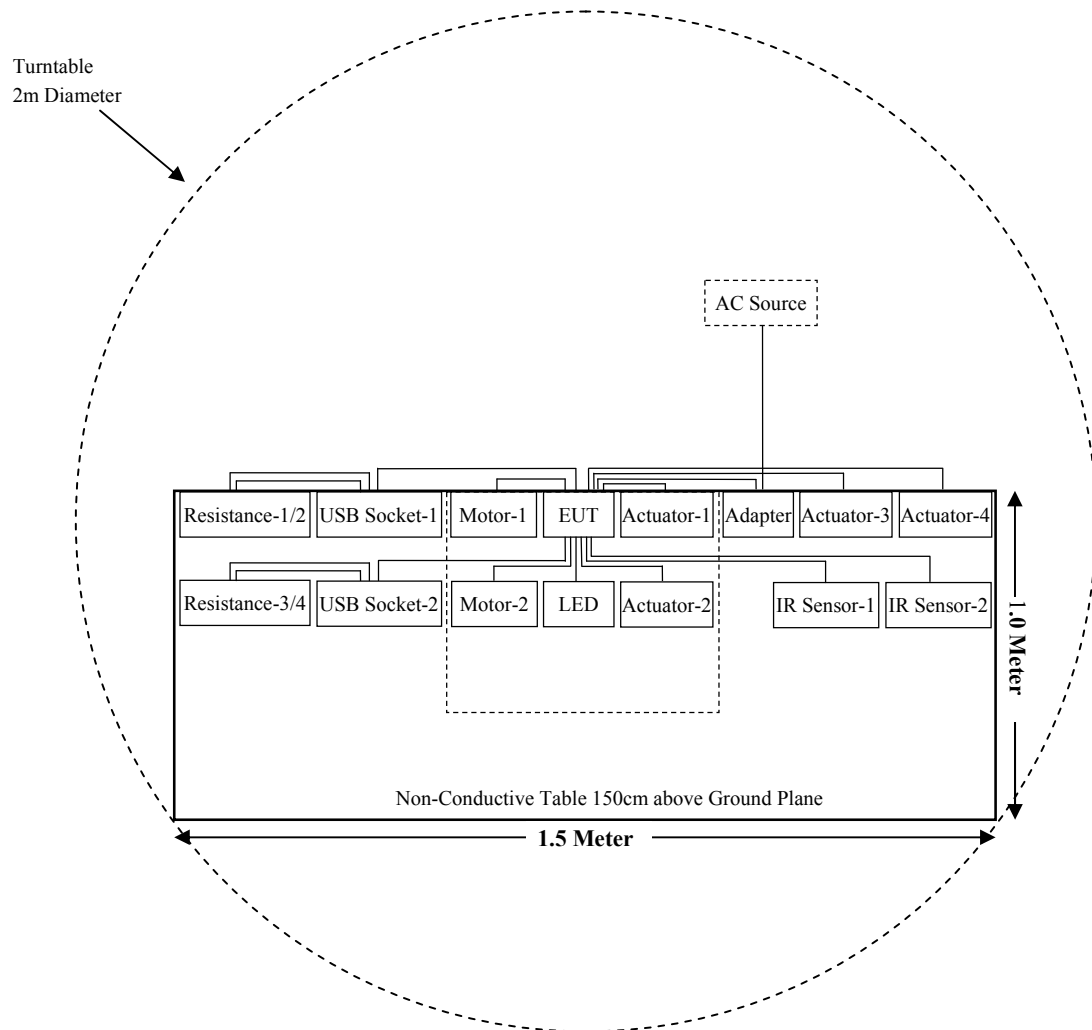 Turntable
2m Diameter
AC Source
Resistance-1/2 USB Socket-1 Motor-1 EUT Actuator-1 Adapter Actuator-3 Actuator-4
Resistance-3/4 USB Socket-2 Motor-2 LED Actuator-2 IR Sensor-1 IR Sensor-2
1.0 Meter
Non-Conductive Table 150cm above Ground Plane
1.5 Meter